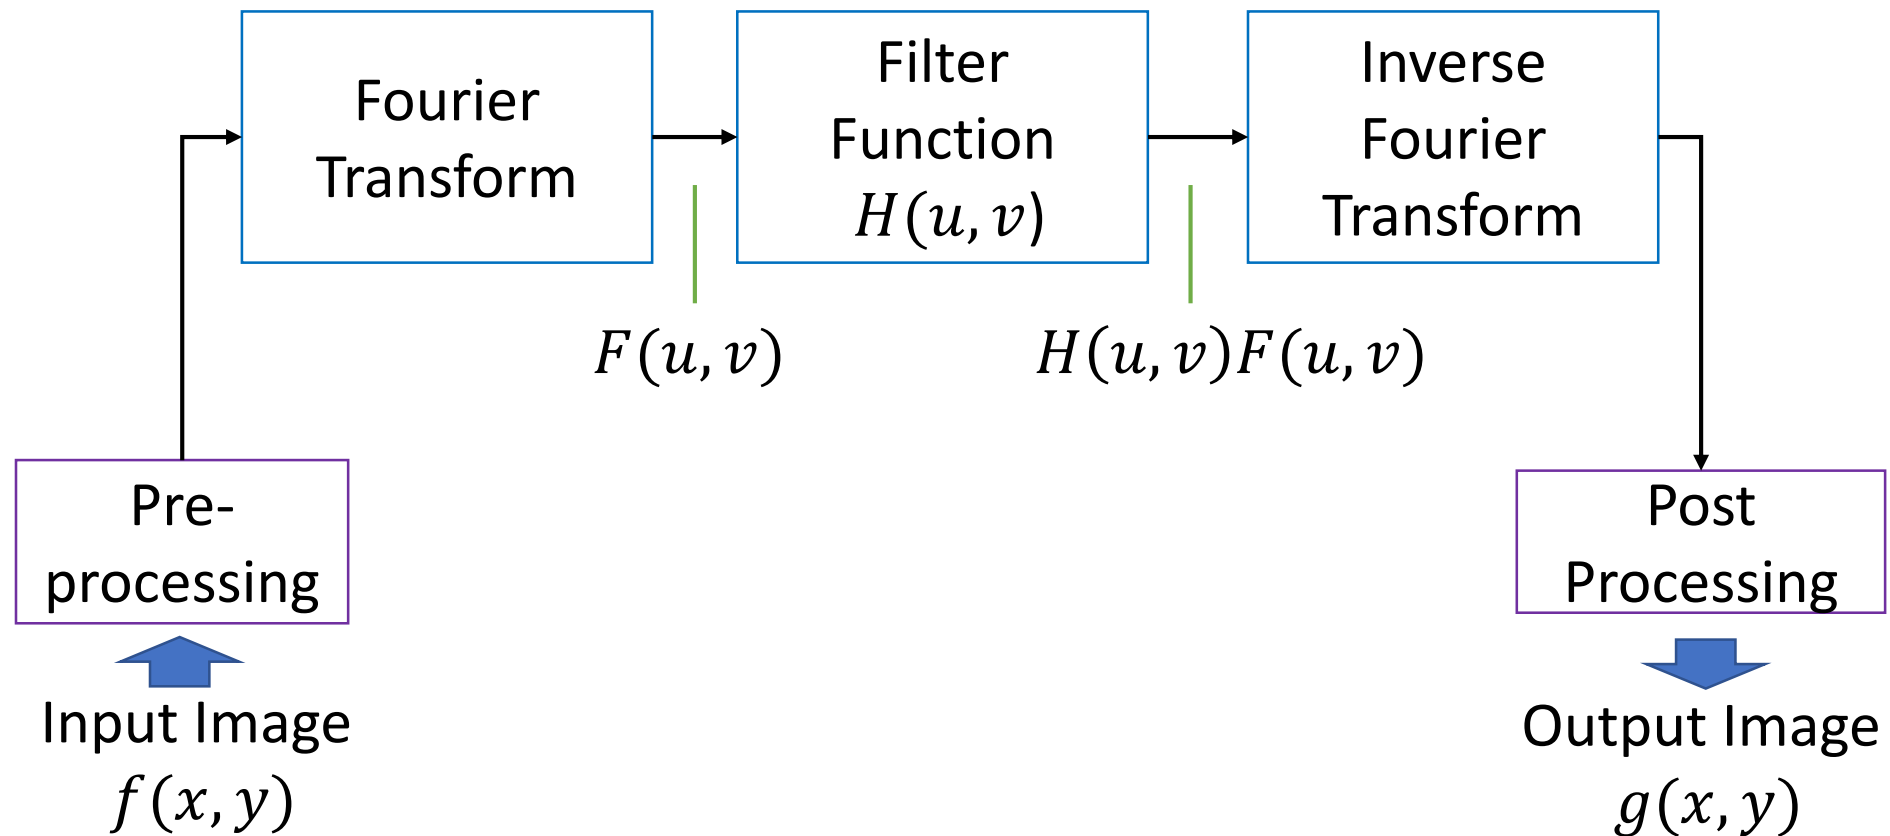 Fourier
Transform
Filter
Function
H(u, v)
Inverse
Fourier
Transform
F(u, v)
H(u, v)F(u, v)
Pre-
processing
Post
Processing
Input Image
f(x, y)
Output Image
g(x, y)